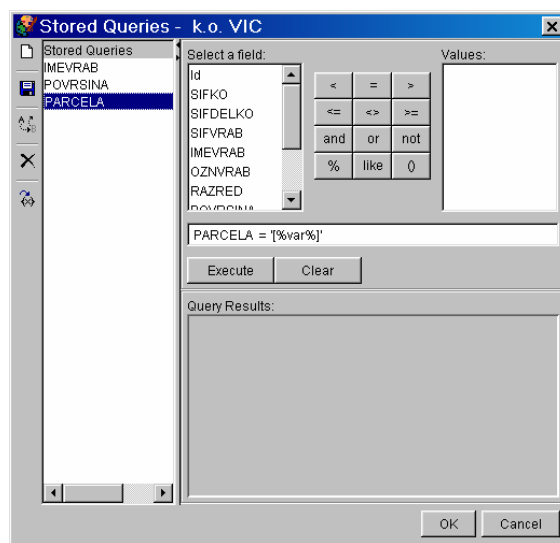 Stored Queries - k.o. VIC
Stored Queries
IMEVRAB
POVRSINA
PARCELA
Select a field:
Id
SIFKO
SIFDELKO
SIFVRAB
IMEVRAB
OZNVRAB
RAZRED
POVRSINA
< = >
<= <> >=
and or not
% like ()
Values:
PARCELA = '[%var%]'
Execute Clear
Query Results:
OK Cancel